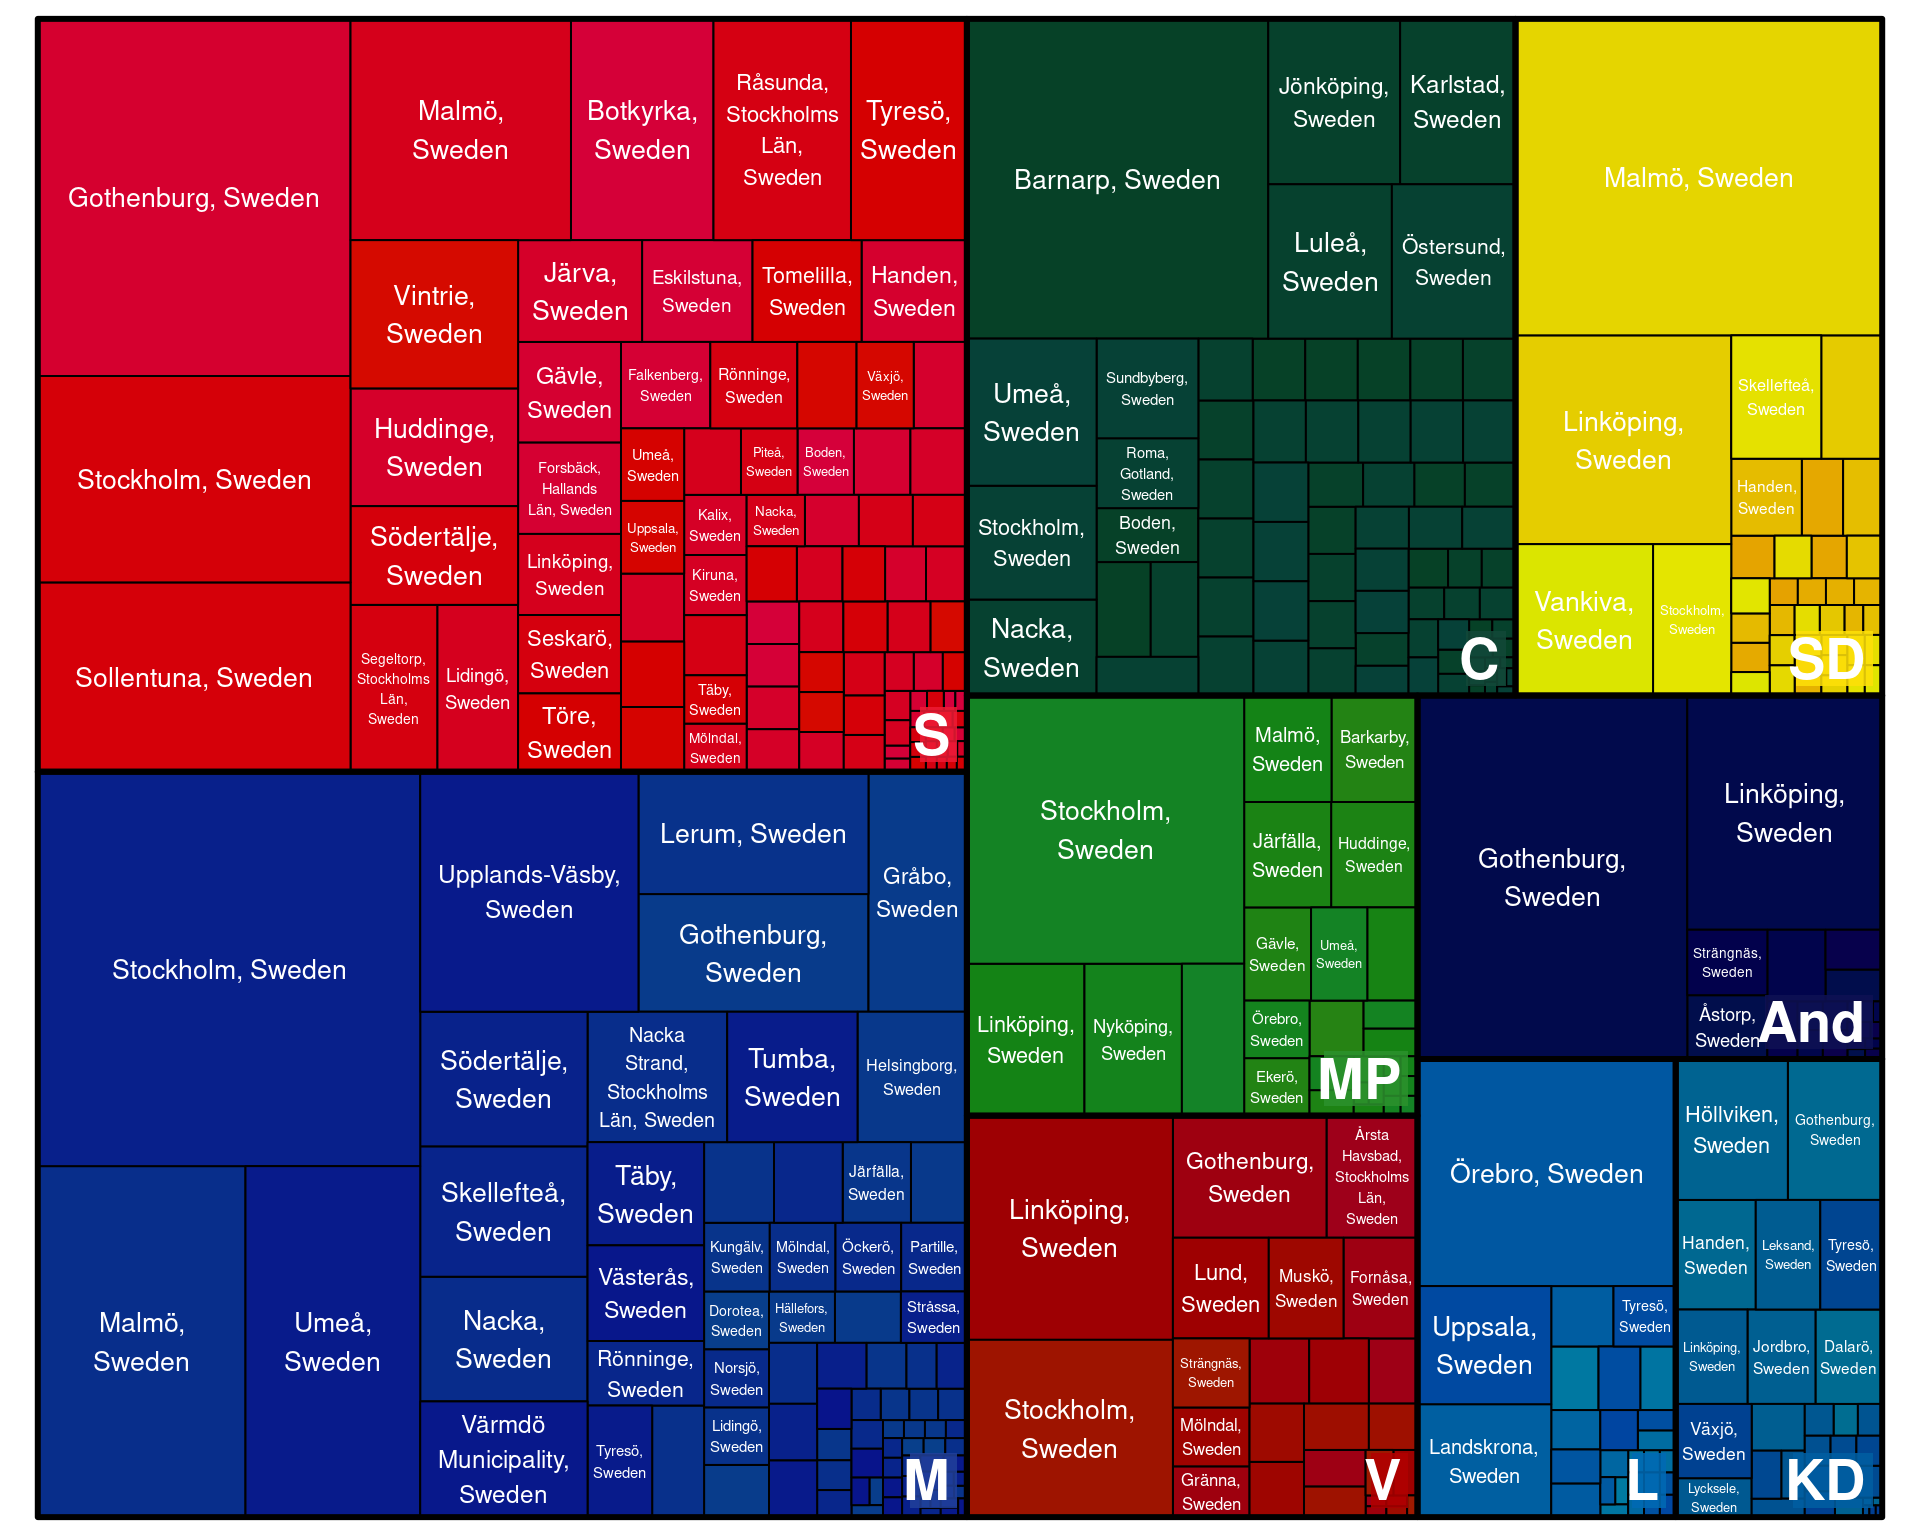 Gothenburg, Sweden
Stockholm, Sweden
Sollentuna, Sweden
Malmö,
Sweden
Botkyrka,
Sweden
Råsunda,
Stockholms
Län,
Sweden
Tyresö,
Sweden
Vintrie,
Sweden
Huddinge,
Sweden
Södertälje,
Sweden
Segeltorp,
Stockholms
Län,
Sweden
Lidingö,
Sweden
Järva,
Sweden
Eskilstuna,
Sweden
Tomelilla,
Sweden
Handen,
Sweden
Gävle,
Sweden
Forsbäck,
Hallands
Län, Sweden
Linköping,
Sweden
Seskarö,
Sweden
Töre,
Sweden
Falkenberg,
Sweden
Rönninge,
Sweden
Växjö,
Sweden
Umeå,
Sweden
Uppsala,
Sweden
Piteå,
Sweden
Boden,
Sweden
Kalix,
Sweden
Nacka,
Sweden
Kiruna,
Sweden
Täby,
Sweden
Mölndal,
Sweden
S
Barnarp, Sweden
Jönköping,
Sweden
Karlstad,
Sweden
Luleå,
Sweden
Östersund,
Sweden
Umeå,
Sweden
Stockholm,
Sweden
Nacka,
Sweden
Sundbyberg,
Sweden
Roma,
Gotland,
Sweden
Boden,
Sweden
C
Malmö, Sweden
Linköping,
Sweden
Skellefteå,
Sweden
Handen,
Sweden
Vankiva,
Sweden
Stockholm,
Sweden
SD
Stockholm, Sweden
Malmö,
Sweden
Umeå,
Sweden
Upplands-Väsby,
Sweden
Lerum, Sweden
Gothenburg,
Sweden
Gråbo,
Sweden
Södertälje,
Sweden
Skellefteå,
Sweden
Nacka,
Sweden
Värmdö
Municipality,
Sweden
Nacka
Strand,
Stockholms
Län, Sweden
Tumba,
Sweden
Helsingborg,
Sweden
Täby,
Sweden
Västerås,
Sweden
Rönninge,
Sweden
Tyresö,
Sweden
Järfälla,
Sweden
Kungälv,
Sweden
Mölndal,
Sweden
Öckerö,
Sweden
Partille,
Sweden
Dorotea,
Sweden
Hällefors,
Sweden
Stråssa,
Sweden
Norsjö,
Sweden
Lidingö,
Sweden
M
Stockholm,
Sweden
Linköping,
Sweden
Nyköping,
Sweden
Malmö,
Sweden
Barkarby,
Sweden
Järfälla,
Sweden
Huddinge,
Sweden
Gävle,
Sweden
Umeå,
Sweden
Örebro,
Sweden
Ekerö,
Sweden
MP
Gothenburg,
Sweden
Linköping,
Sweden
Strängnäs,
Sweden
Åstorp,
Sweden
And
Linköping,
Sweden
Stockholm,
Sweden
Gothenburg,
Sweden
Årsta
Havsbad,
Stockholms
Län,
Sweden
Lund,
Sweden
Muskö,
Sweden
Fornåsa,
Sweden
Strängnäs,
Sweden
Mölndal,
Sweden
Gränna,
Sweden
V
Örebro, Sweden
Uppsala,
Sweden
Landskrona,
Sweden
Tyresö,
Sweden
L
Höllviken,
Sweden
Gothenburg,
Sweden
Handen,
Sweden
Leksand,
Sweden
Tyresö,
Sweden
Linköping,
Sweden
Jordbro,
Sweden
Dalarö,
Sweden
Växjö,
Sweden
Lycksele,
Sweden
KD